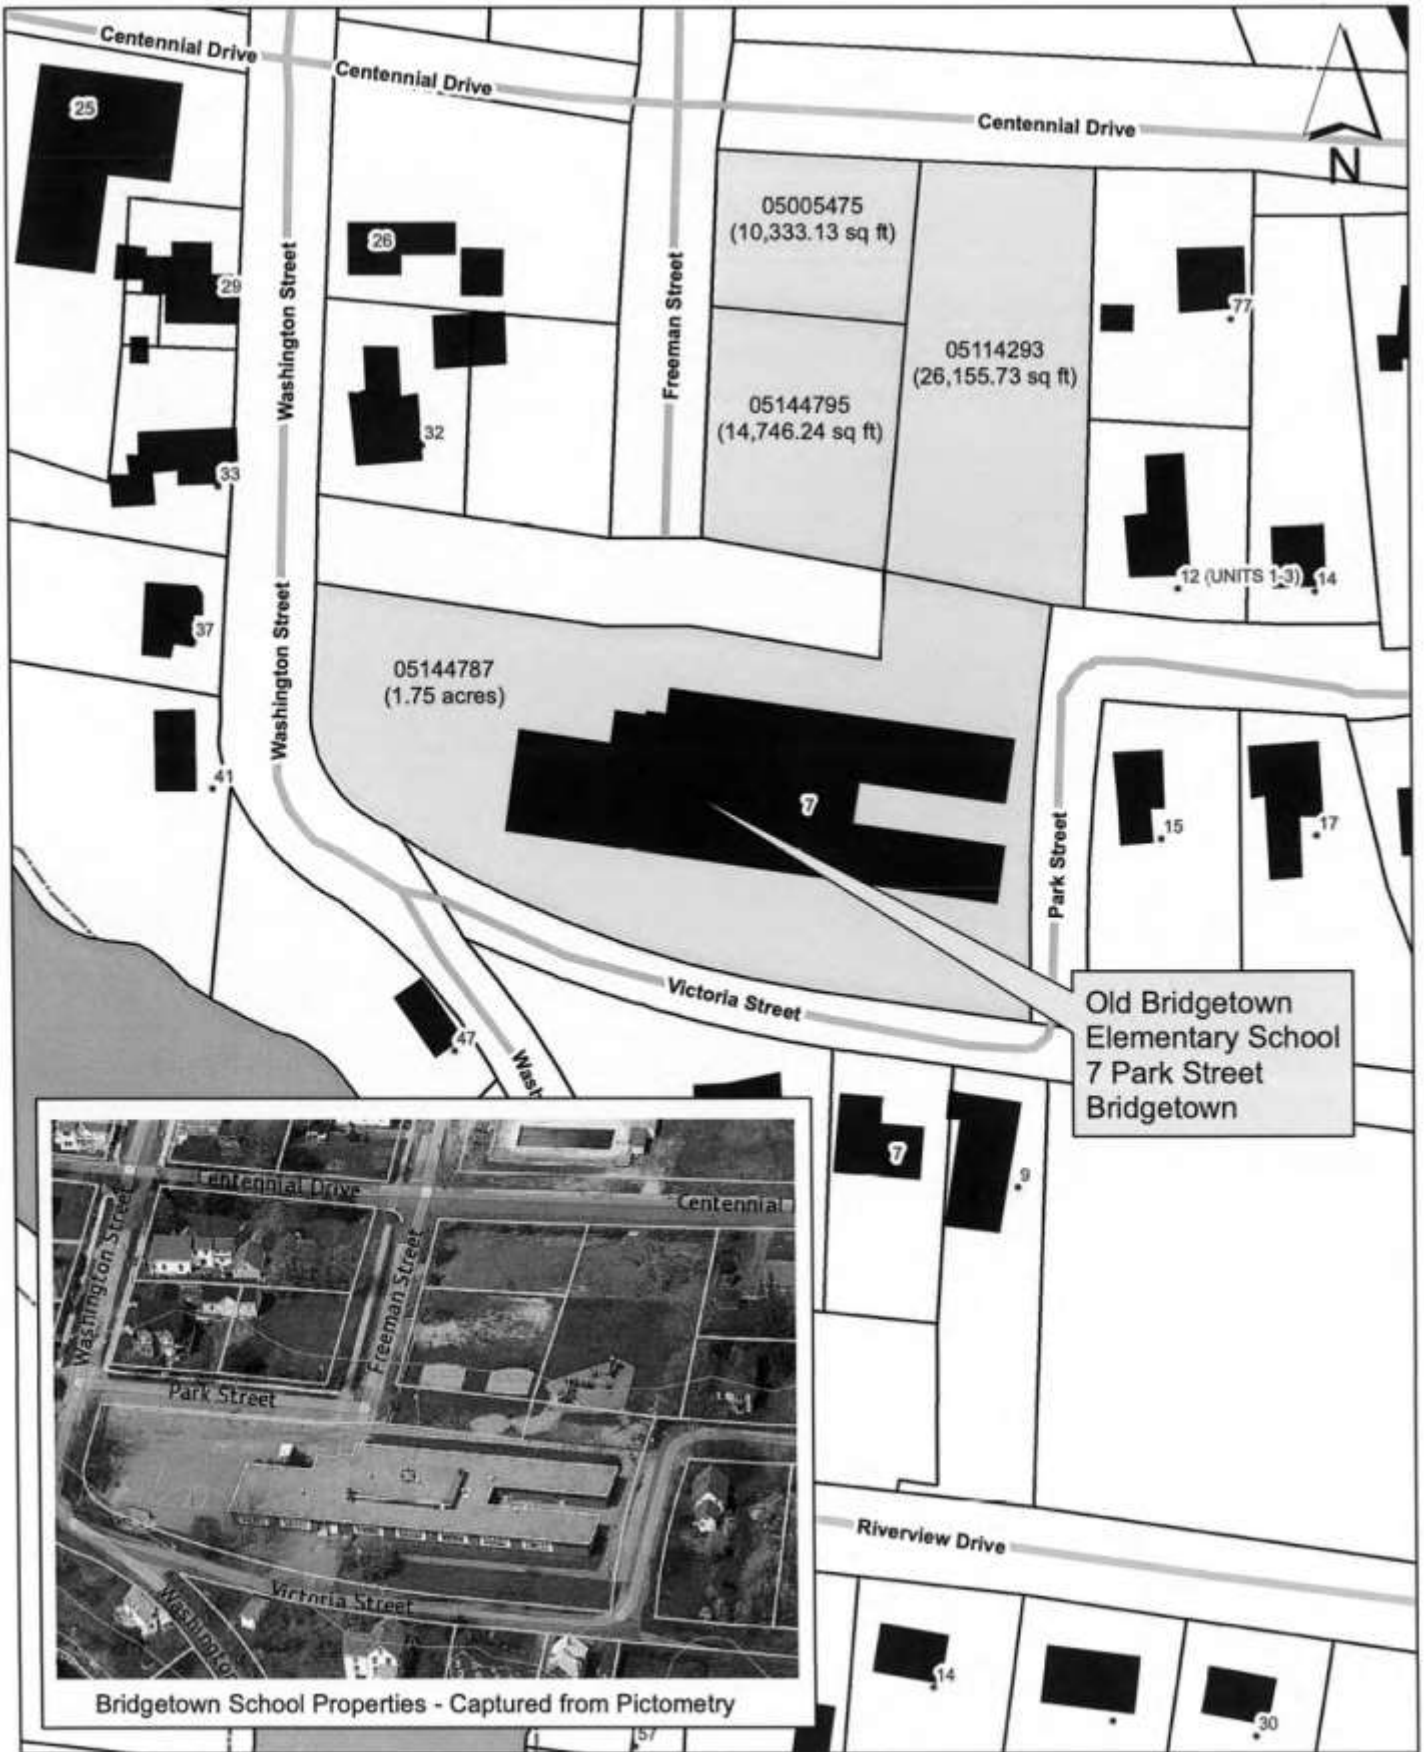 Centennial Drive
Centennial Drive
Centennial Drive
N
25
05005475
(10,333.13 sq ft)
26
29
Washington Street
Freeman Street
77
05114293
(26,155.73 sq ft)
05144795
(14,746.24 sq ft)
32
33
12 (UNITS 1-3)
14
37
Washington Street
05144787
(1.75 acres)
41
7
15
17
Park Street
Victoria Street
Old Bridgetown
Elementary School
7 Park Street
Bridgetown
47
Wash
7
9
Centennial Drive
Centennial
Washington Street
Freeman Street
Park Street
Victoria Street
Washington
Riverview Drive
14
30
Bridgetown School Properties - Captured from Pictometry
57